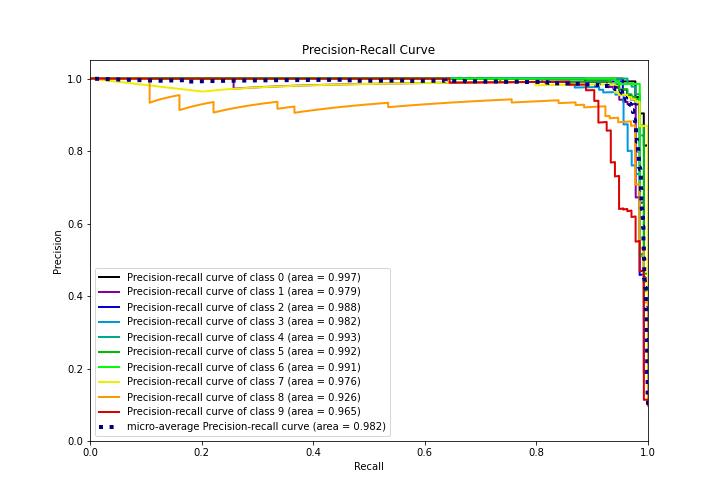 Precision-Recall Curve
1.0
0.8
0.6
0.4
0.2
0.0
Precision
Precision-recall curve of class 0 (area = 0.997)
Precision-recall curve of class 1 (area = 0.979)
Precision-recall curve of class 2 (area = 0.988)
Precision-recall curve of class 3 (area = 0.982)
Precision-recall curve of class 4 (area = 0.993)
Precision-recall curve of class 5 (area = 0.992)
Precision-recall curve of class 6 (area = 0.991)
Precision-recall curve of class 7 (area = 0.976)
Precision-recall curve of class 8 (area = 0.926)
Precision-recall curve of class 9 (area = 0.965)
micro-average Precision-recall curve (area = 0.982)
0.0 0.2 0.4 0.6 0.8 1.0
Recall